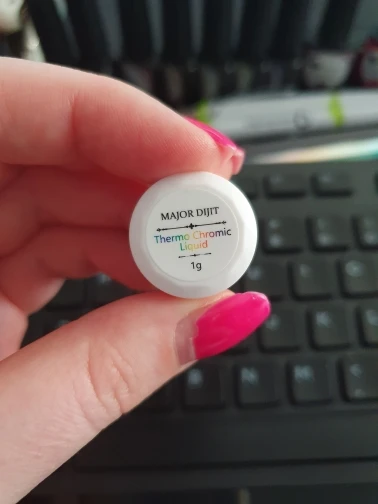 MAJOR DIJIT
Thermo Chromic
Liquid
1g